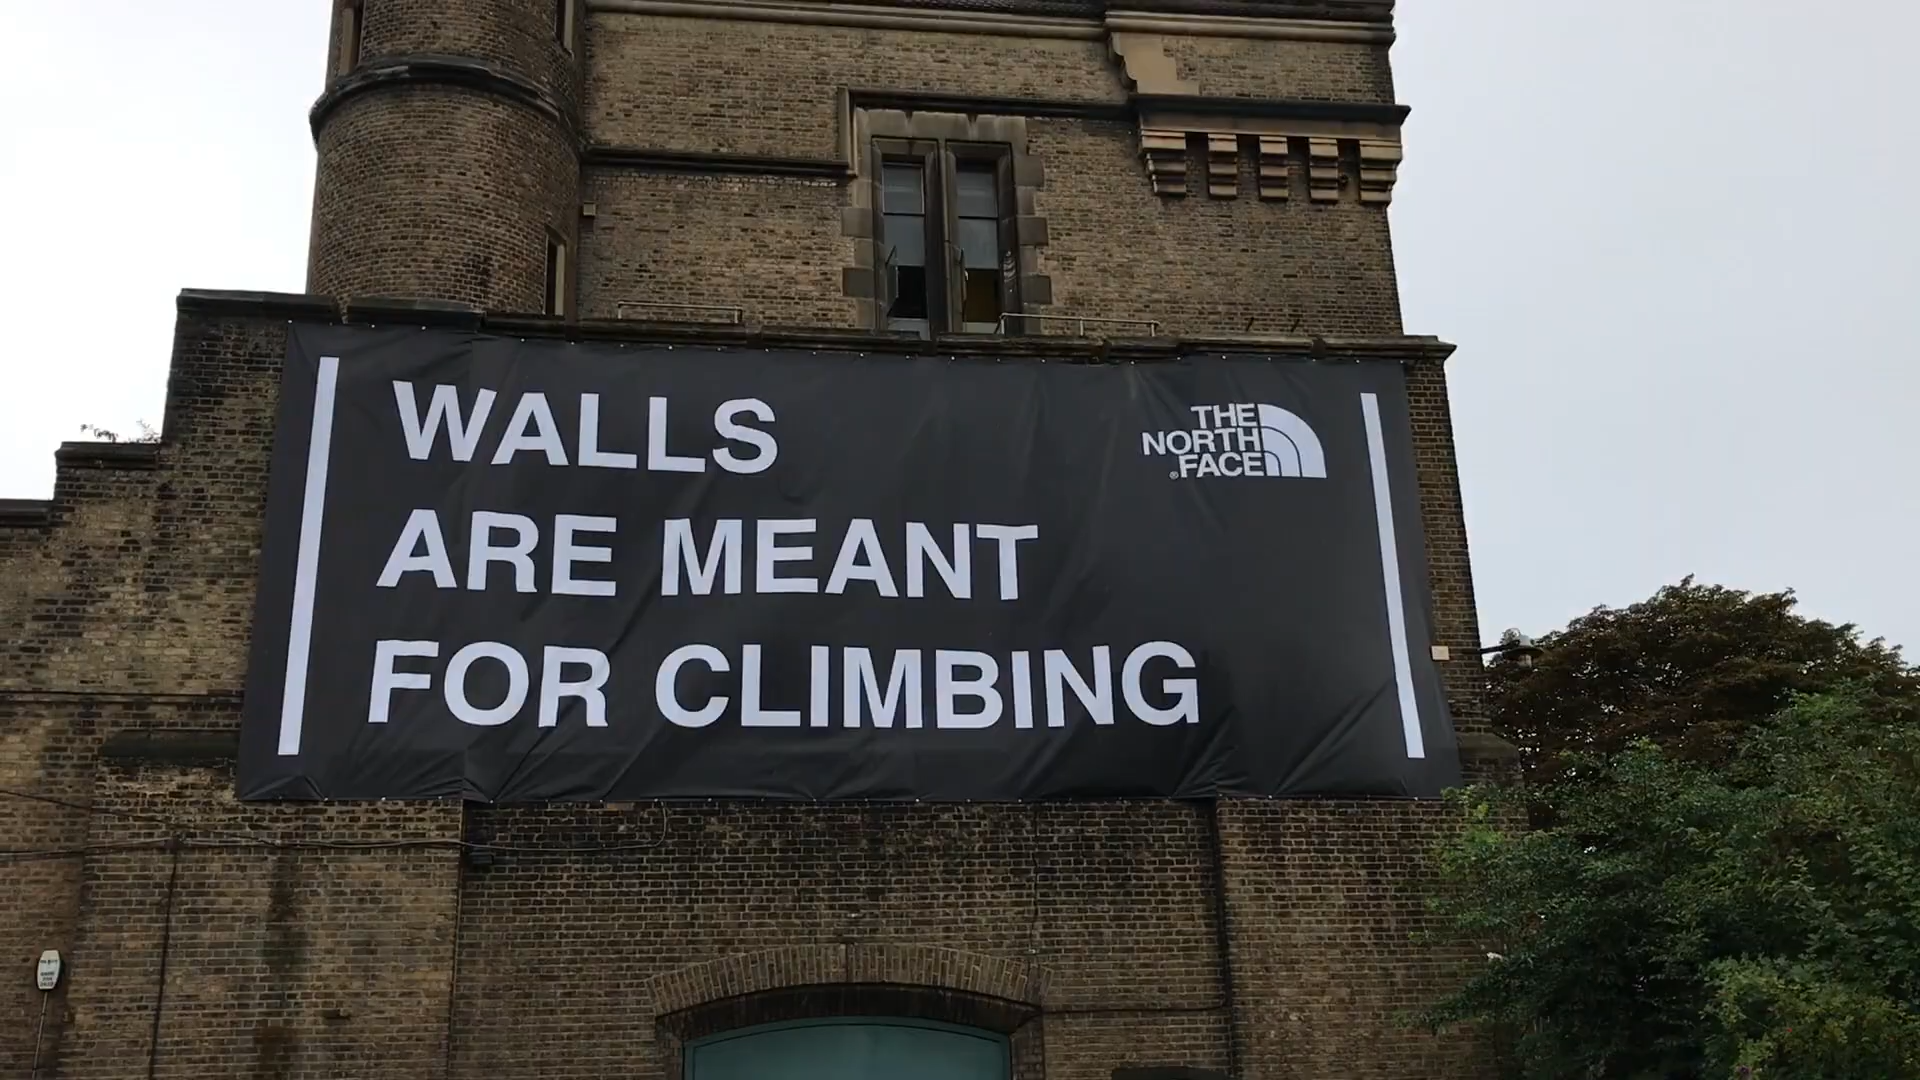 WALLS
ARE MEANT
FOR CLIMBING
THE
NORTH
FACE